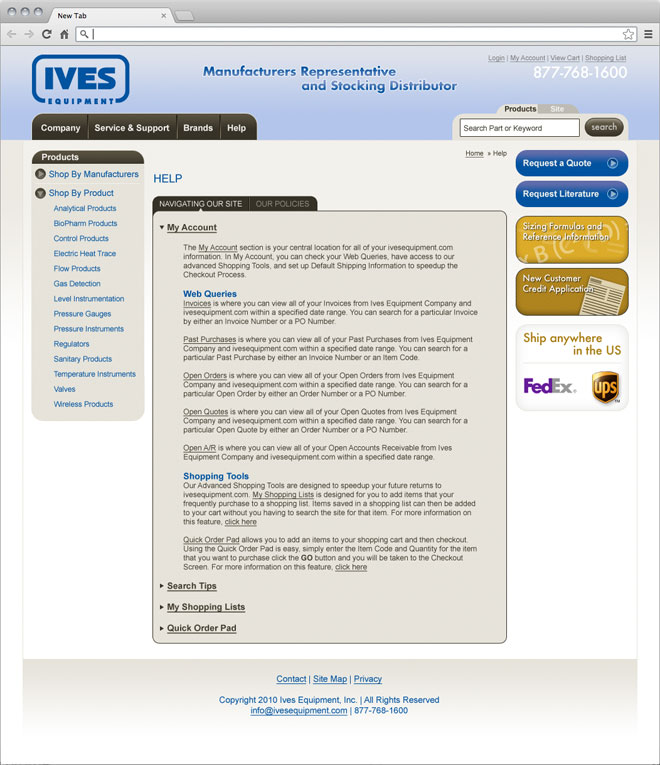 New Tab
IVES
EQUIPMENT
Manufacturers Representative
and Stocking Distributor
Login | My Account | View Cart | Shopping List
877-768-1600
Company
Service & Support
Brands
Help
Products
Site
Search Part or Keyword
search
Products
Shop By Manufacturers
Shop By Product
Analytical Products
BioPharm Products
Control Products
Electric Heat Trace
Flow Products
Gas Detection
Level Instrumentation
Pressure Gauges
Pressure Instruments
Regulators
Sanitary Products
Temperature Instruments
Valves
Wireless Products
Home » Help
HELP
NAVIGATING OUR SITE
OUR POLICIES
My Account
The My Account section is your central location for all of your ivesequipment.com
information. In My Account, you can check your Web Queries, have access to our
advanced Shopping Tools, and set up Default Shipping Information to speedup the
Checkout Process.
Web Queries
Invoices is where you can view all of your Invoices from Ives Equipment Company and
ivesequipment.com within a specified date range. You can search for a particular Invoice
by either an Invoice Number or a PO Number.
Past Purchases is where you can view all of your Past Purchases from Ives Equipment
Company and ivesequipment.com within a specified date range. You can search for a
particular Past Purchase by either an Invoice Number or an Item Code.
Open Orders is where you can view all of your Open Orders from Ives Equipment
Company and ivesequipment.com within a specified date range. You can search for a
particular Open Order by either an Order Number or a PO Number.
Open Quotes is where you can view all of your Open Quotes from Ives Equipment
Company and ivesequipment.com within a specified date range. You can search for a
particular Open Quote by either an Order Number or a PO Number.
Open A/R is where you can view all of your Open Accounts Receivable from Ives
Equipment Company and ivesequipment.com within a specified date range.
Shopping Tools
Our Advanced Shopping Tools are designed to speedup your future returns to
ivesequipment.com. My Shopping Lists is designed for you to add items that your
frequently purchase to a shopping list. Items saved in a shopping list can then be added
to your cart without you having to search the site for that item. For more information on
this feature, click here
Quick Order Pad allows you to add an items to your shopping cart and then checkout.
Using the Quick Order Pad is easy, simply enter the Item Code and Quantity for the item
that you want to purchase click the GO button and you will be taken to the Checkout
Screen. For more information on this feature, click here
Search Tips
My Shopping Lists
Quick Order Pad
Request a Quote
Request Literature
Sizing Formulas and
Reference Information
New Customer
Credit Application
Ship anywhere
in the US
FedEx
ups
Contact | Site Map | Privacy
Copyright 2010 Ives Equipment, Inc. | All Rights Reserved
info@ivesequipment.com | 877-768-1600